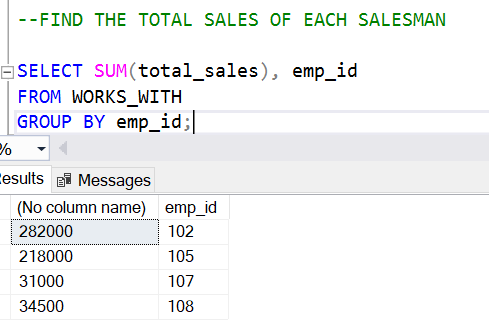 --FIND THE TOTAL SALES OF EACH SALESMAN
SELECT SUM(total_sales), emp_id
FROM WORKS_WITH
GROUP BY emp_id;
%
Results Messages
(No column name) emp_id
282000 102
218000 105
31000 107
34500 108